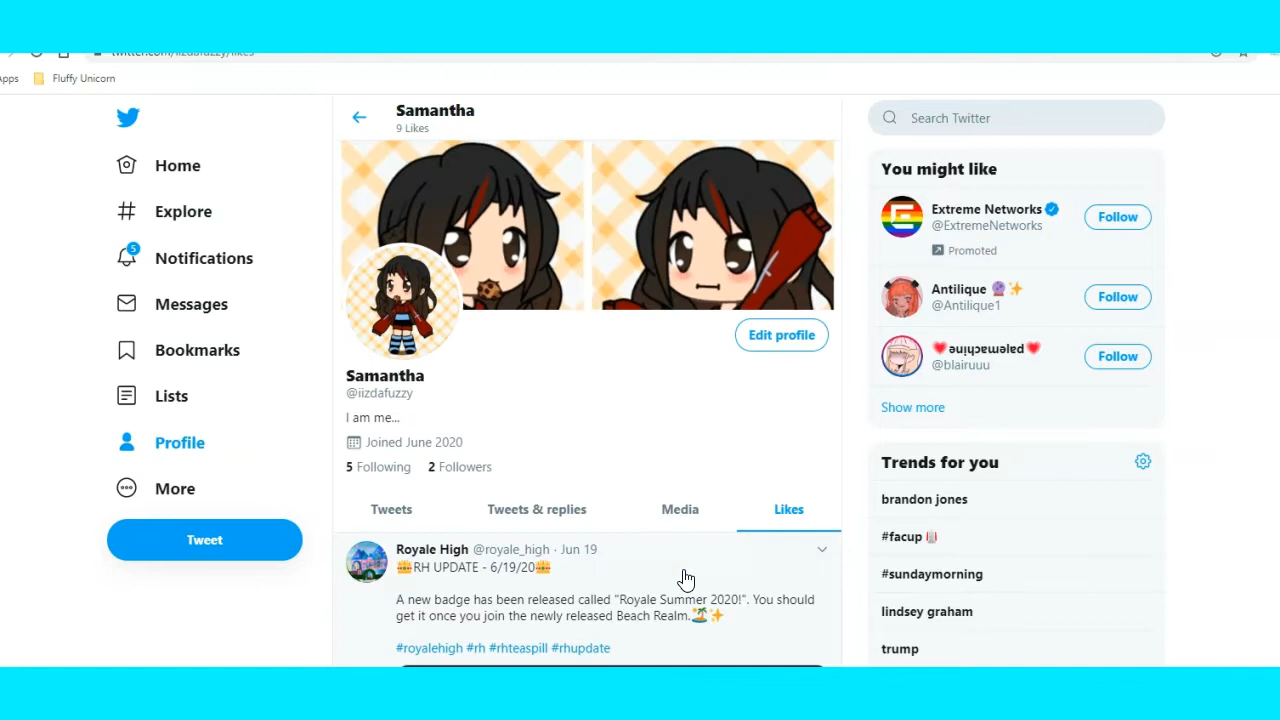 twitter.com/iizdafuzzy/likes
Apps
Fluffy Unicorn
Home
Explore
5
Notifications
Messages
Bookmarks
Lists
Profile
More
Tweet
Samantha
9 Likes
Edit profile
Samantha
@iizdafuzzy
I am me...
Joined June 2020
5 Following 2 Followers
Tweets
Tweets & replies
Media
Likes
Royale High @royale_high · Jun 19
👑RH UPDATE - 6/19/20👑
A new badge has been released called "Royale Summer 2020!". You should
get it once you join the newly released Beach Realm.🏝️✨
#royalehigh #rh #rhteaspill #rhupdate
Search Twitter
You might like
Extreme Networks
@ExtremeNetworks
Promoted
Follow
Antilique 🔮✨
@Antilique1
Follow
❤️pǝlǝɯɐɔɥᴉuǝ❤️
@blairuuu
Follow
Show more
Trends for you
brandon jones
#facup
#sundaymorning
lindsey graham
trump